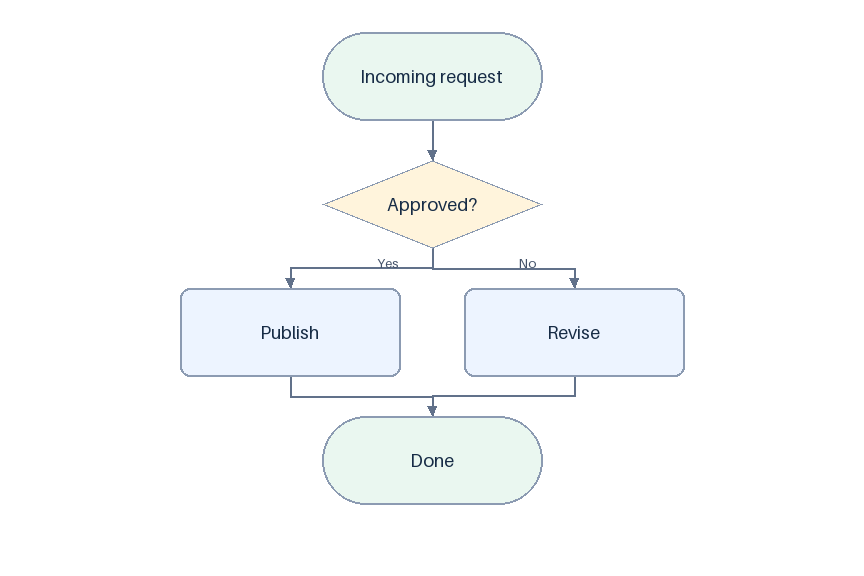 Incoming request
Approved?
Yes
No
Publish
Revise
Done